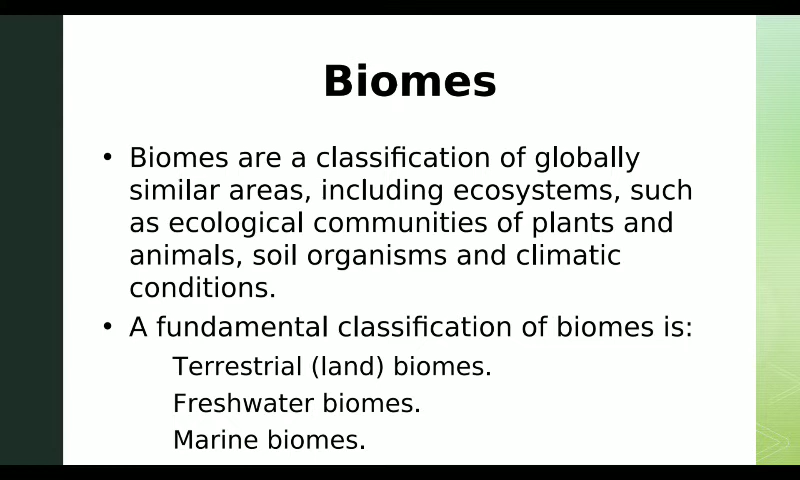 Biomes
• Biomes are a classification of globally
similar areas, including ecosystems, such
as ecological communities of plants and
animals, soil organisms and climatic
conditions.
• A fundamental classification of biomes is:
Terrestrial (land) biomes.
Freshwater biomes.
Marine biomes.